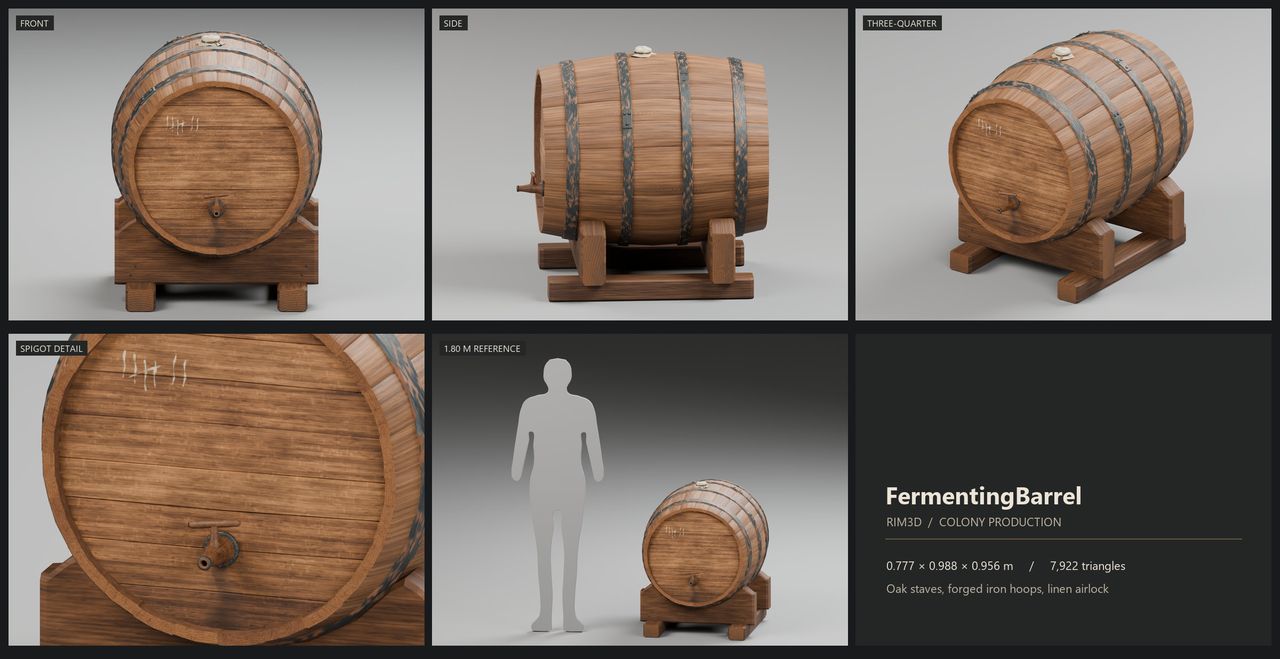 FRONT
SIDE
THREE-QUARTER
SPIGOT DETAIL
1.80 M REFERENCE
FermentingBarrel
RIM3D / COLONY PRODUCTION
0.777 × 0.988 × 0.956 m / 7,922 triangles
Oak staves, forged iron hoops, linen airlock